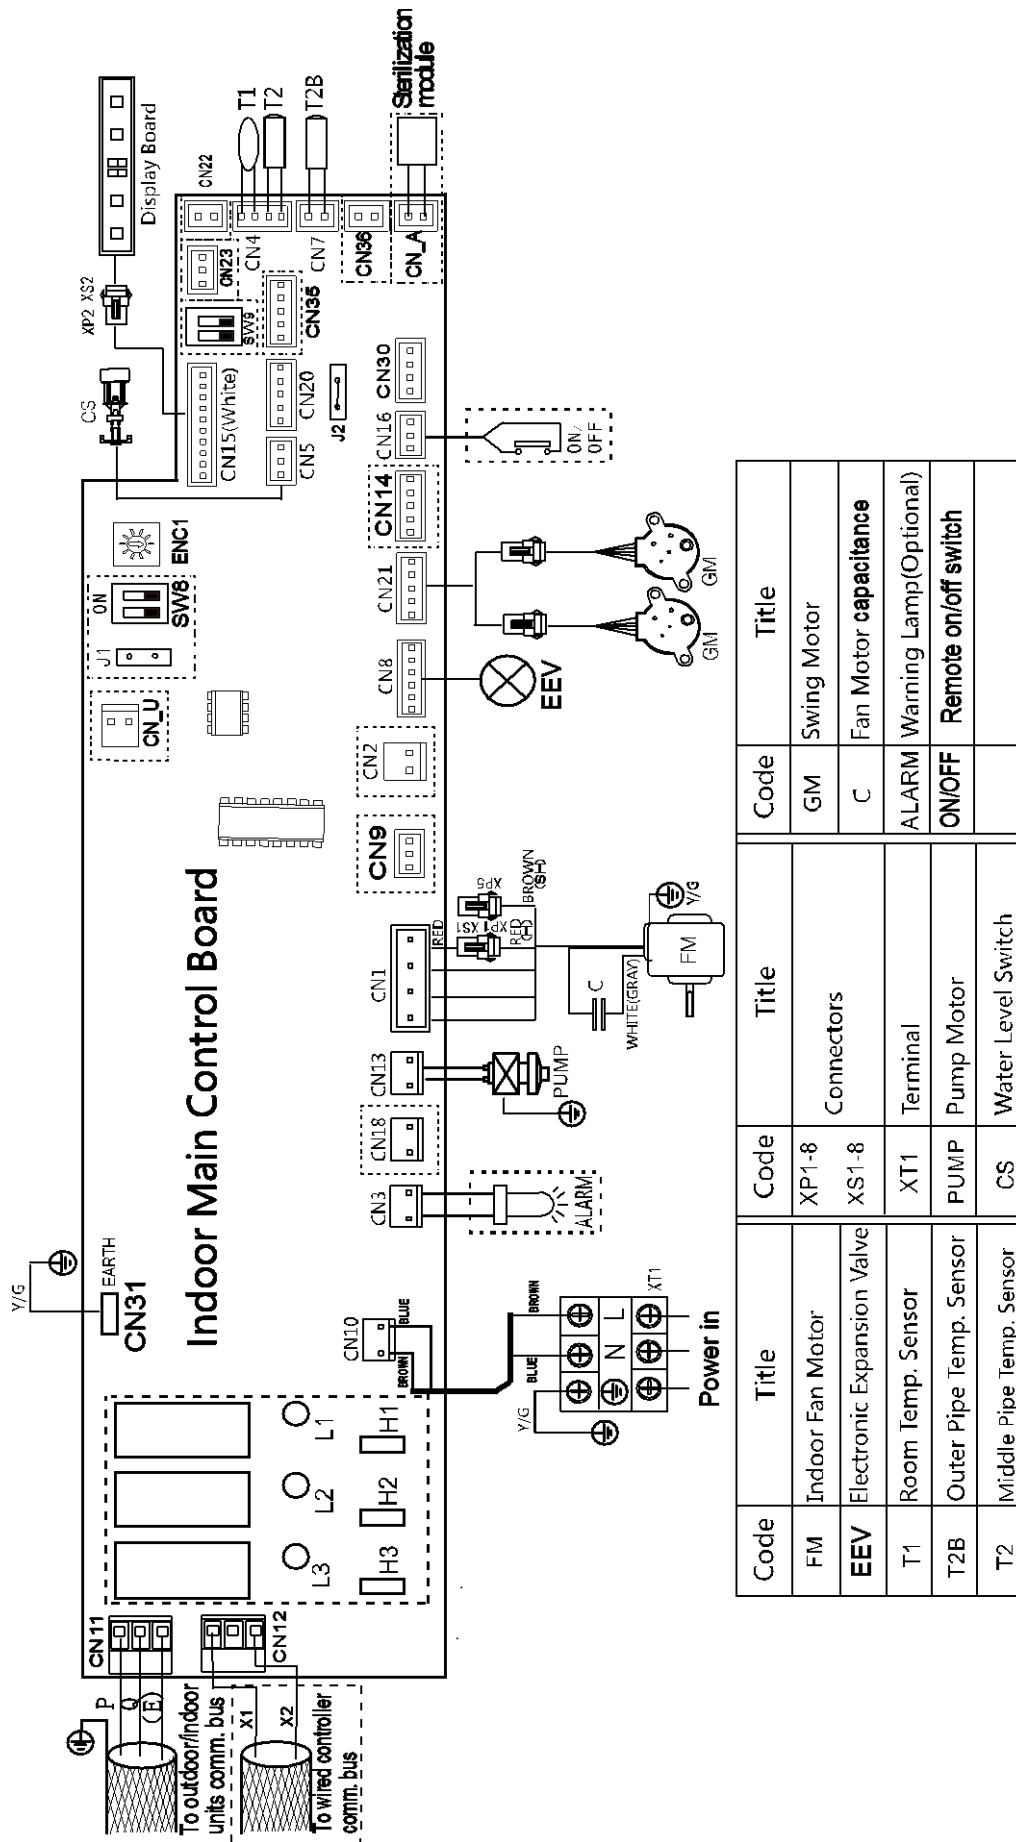 Indoor Main Control Board
Y/G
EARTH
CN31
CN_U
J1
ON
SW8
ENC1
CS
XP2 XS2
Display Board
CN15(White)
SW9
CN23
CN22
CN5
CN20
CN35
CN4
T1
T2
CN7
T2B
CN36
CN_A
Sterilization
module
J2
CN11
P
Q
(E)
To outdoor/indoor
units comm. bus
CN12
X1
X2
To wired controller
comm. bus
L3
L2
L1
H3
H2
H1
CN10
BROWN
BLUE
CN3
CN18
CN13
CN1
CN9
CN2
CN8
CN21
CN14
CN16
CN30
ALARM
PUMP
RED
XP1 XS1
RED
(H)
XP5
BROWN
(SH)
C
WHITE(GRAY)
FM
Y/G
EEV
GM
GM
ON/
OFF
Y/G
BLUE
BROWN
N
L
XT1
Power in
Code Title Code Title Code Title
FM Indoor Fan Motor XP1-8 Connectors GM Swing Motor
EEV Electronic Expansion Valve XS1-8 C Fan Motor capacitance
T1 Room Temp. Sensor XT1 Terminal ALARM Warning Lamp(Optional)
T2B Outer Pipe Temp. Sensor PUMP Pump Motor ON/OFF Remote on/off switch
T2 Middle Pipe Temp. Sensor CS Water Level Switch